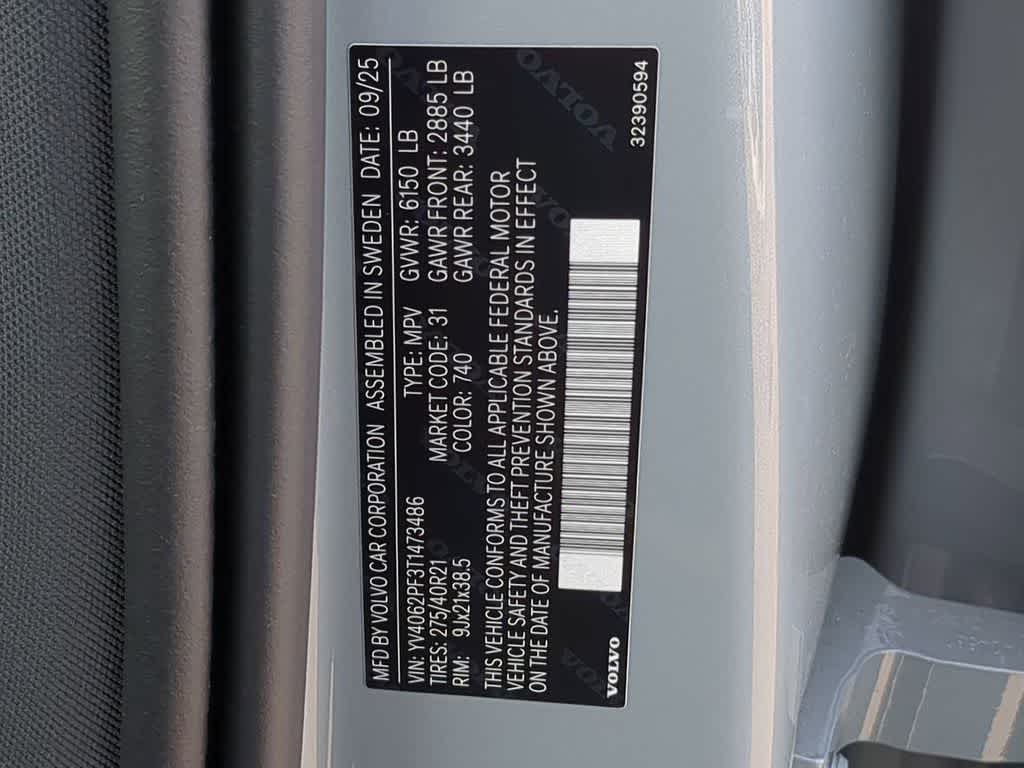 MFD BY VOLVO CAR CORPORATION ASSEMBLED IN SWEDEN DATE: 09/25
VIN: YV4062PF3T1473486 TYPE: MPV GVWR: 6150 LB
TIRES: 275/40R21 MARKET CODE: 31 GAWR FRONT: 2885 LB
RIM: 9Jx21x38.5 COLOR: 740 GAWR REAR: 3440 LB
THIS VEHICLE CONFORMS TO ALL APPLICABLE FEDERAL MOTOR
VEHICLE SAFETY AND THEFT PREVENTION STANDARDS IN EFFECT
ON THE DATE OF MANUFACTURE SHOWN ABOVE.
VOLVO
32390594